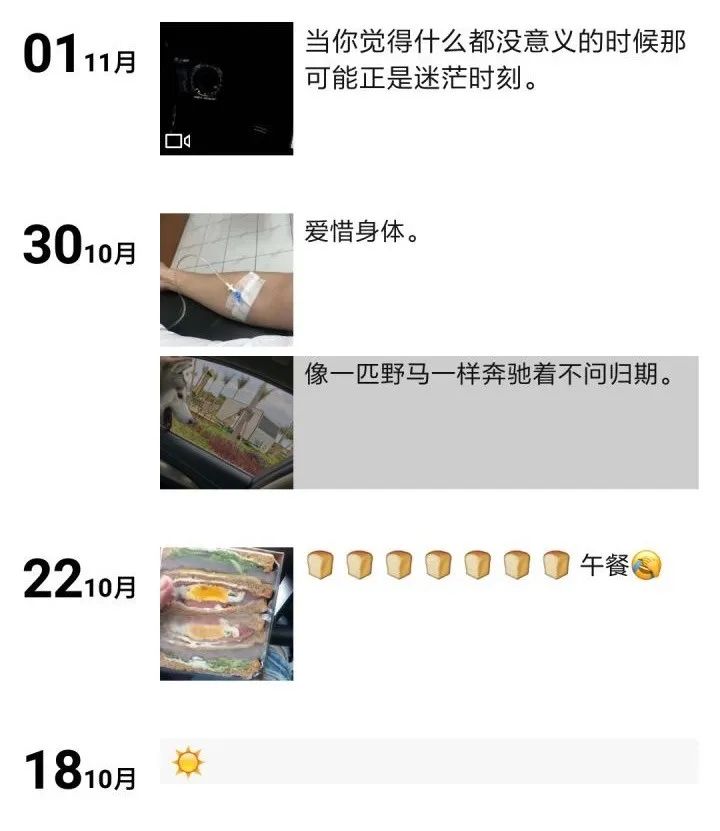 01 11月
当你觉得什么都没意义的时候那
可能正是迷茫时刻。
30 10月
爱惜身体。
像一匹野马一样奔驰着不问归期。
22 10月
🍞🍞🍞🍞🍞🍞🍞午餐🤦
18 10月
☀️